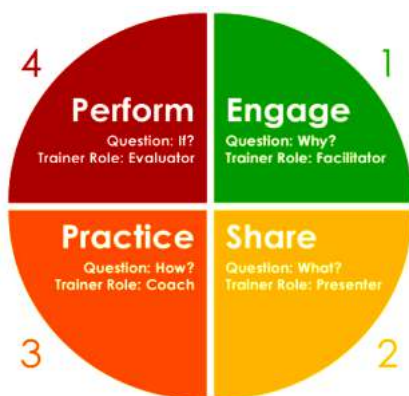 4
Perform
Question: If?
Trainer Role: Evaluator
1
Engage
Question: Why?
Trainer Role: Facilitator
Practice
Question: How?
Trainer Role: Coach
3
Share
Question: What?
Trainer Role: Presenter
2